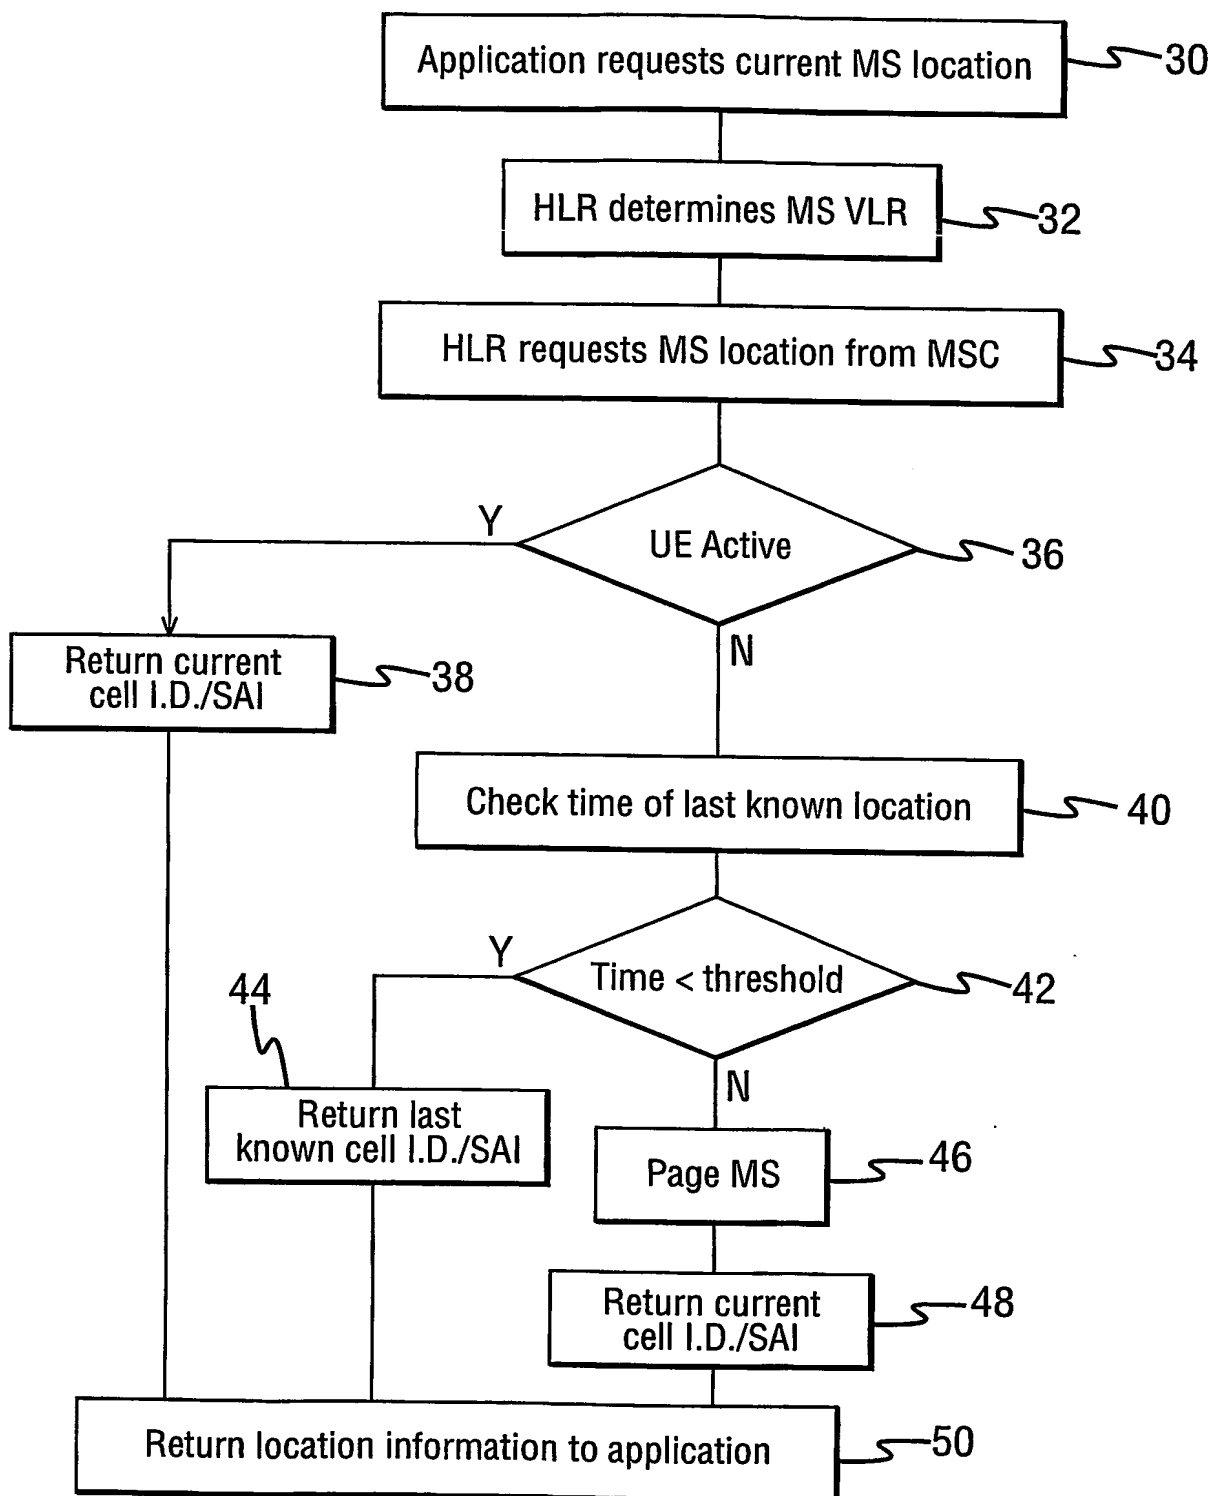 Application requests current MS location
30
HLR determines MS VLR
32
HLR requests MS location from MSC
34
Y
UE Active
36
N
Return current
cell I.D./SAI
38
Check time of last known location
40
Y
Time < threshold
42
N
44
Return last
known cell I.D./SAI
Page MS
46
Return current
cell I.D./SAI
48
Return location information to application
50